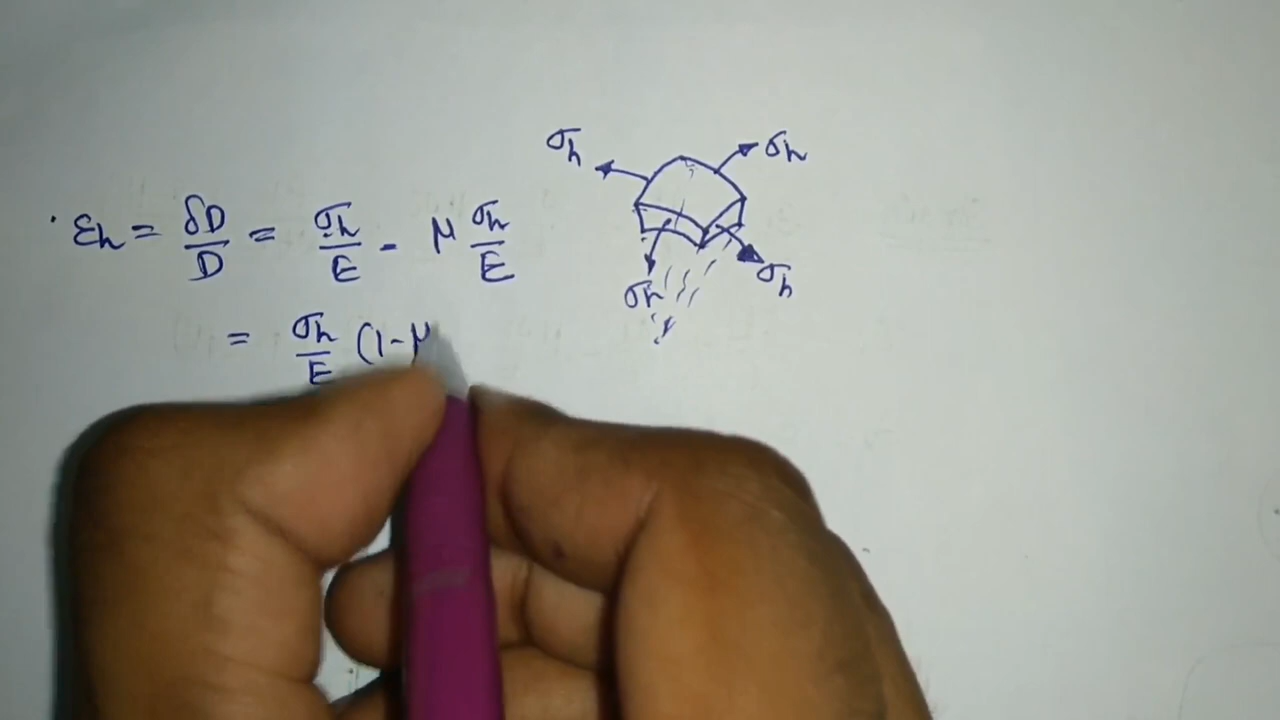 σh σh
εh = δD/D = σh/E - μ σh/E
σh σh
= σh/E (1-μ